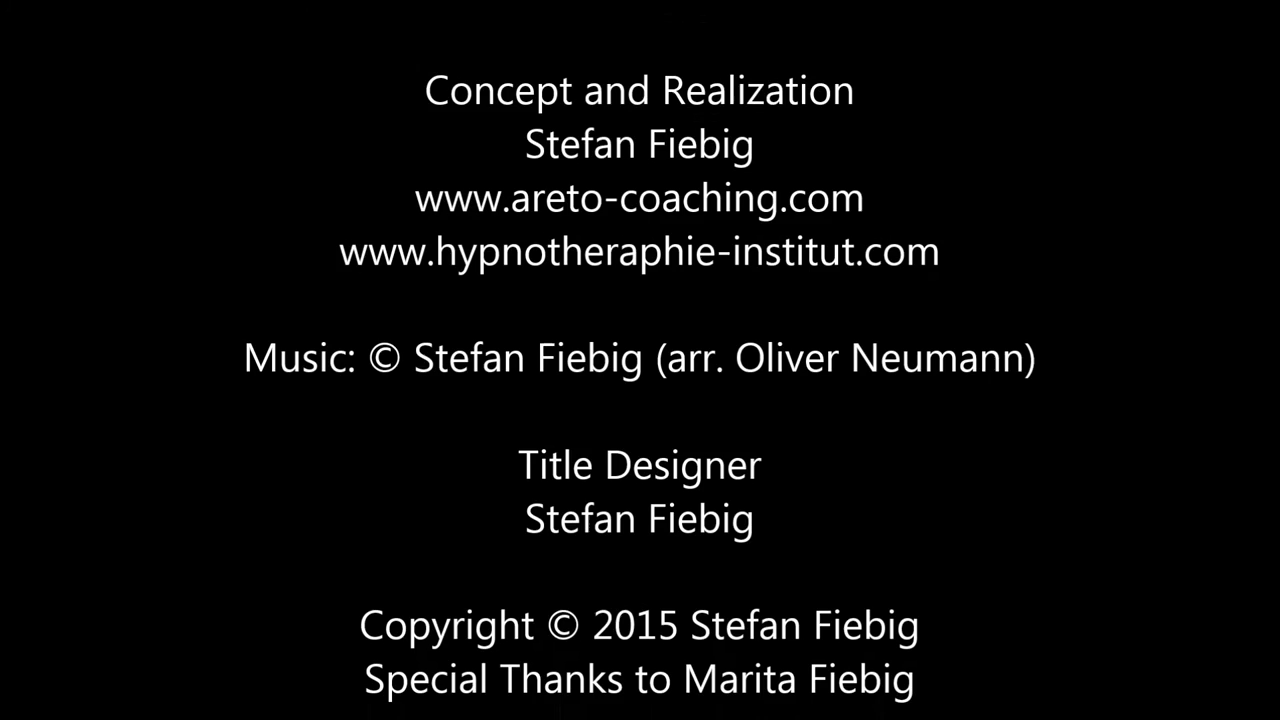 Concept and Realization
Stefan Fiebig
www.areto-coaching.com
www.hypnotheraphie-institut.com
Music: © Stefan Fiebig (arr. Oliver Neumann)
Title Designer
Stefan Fiebig
Copyright © 2015 Stefan Fiebig
Special Thanks to Marita Fiebig